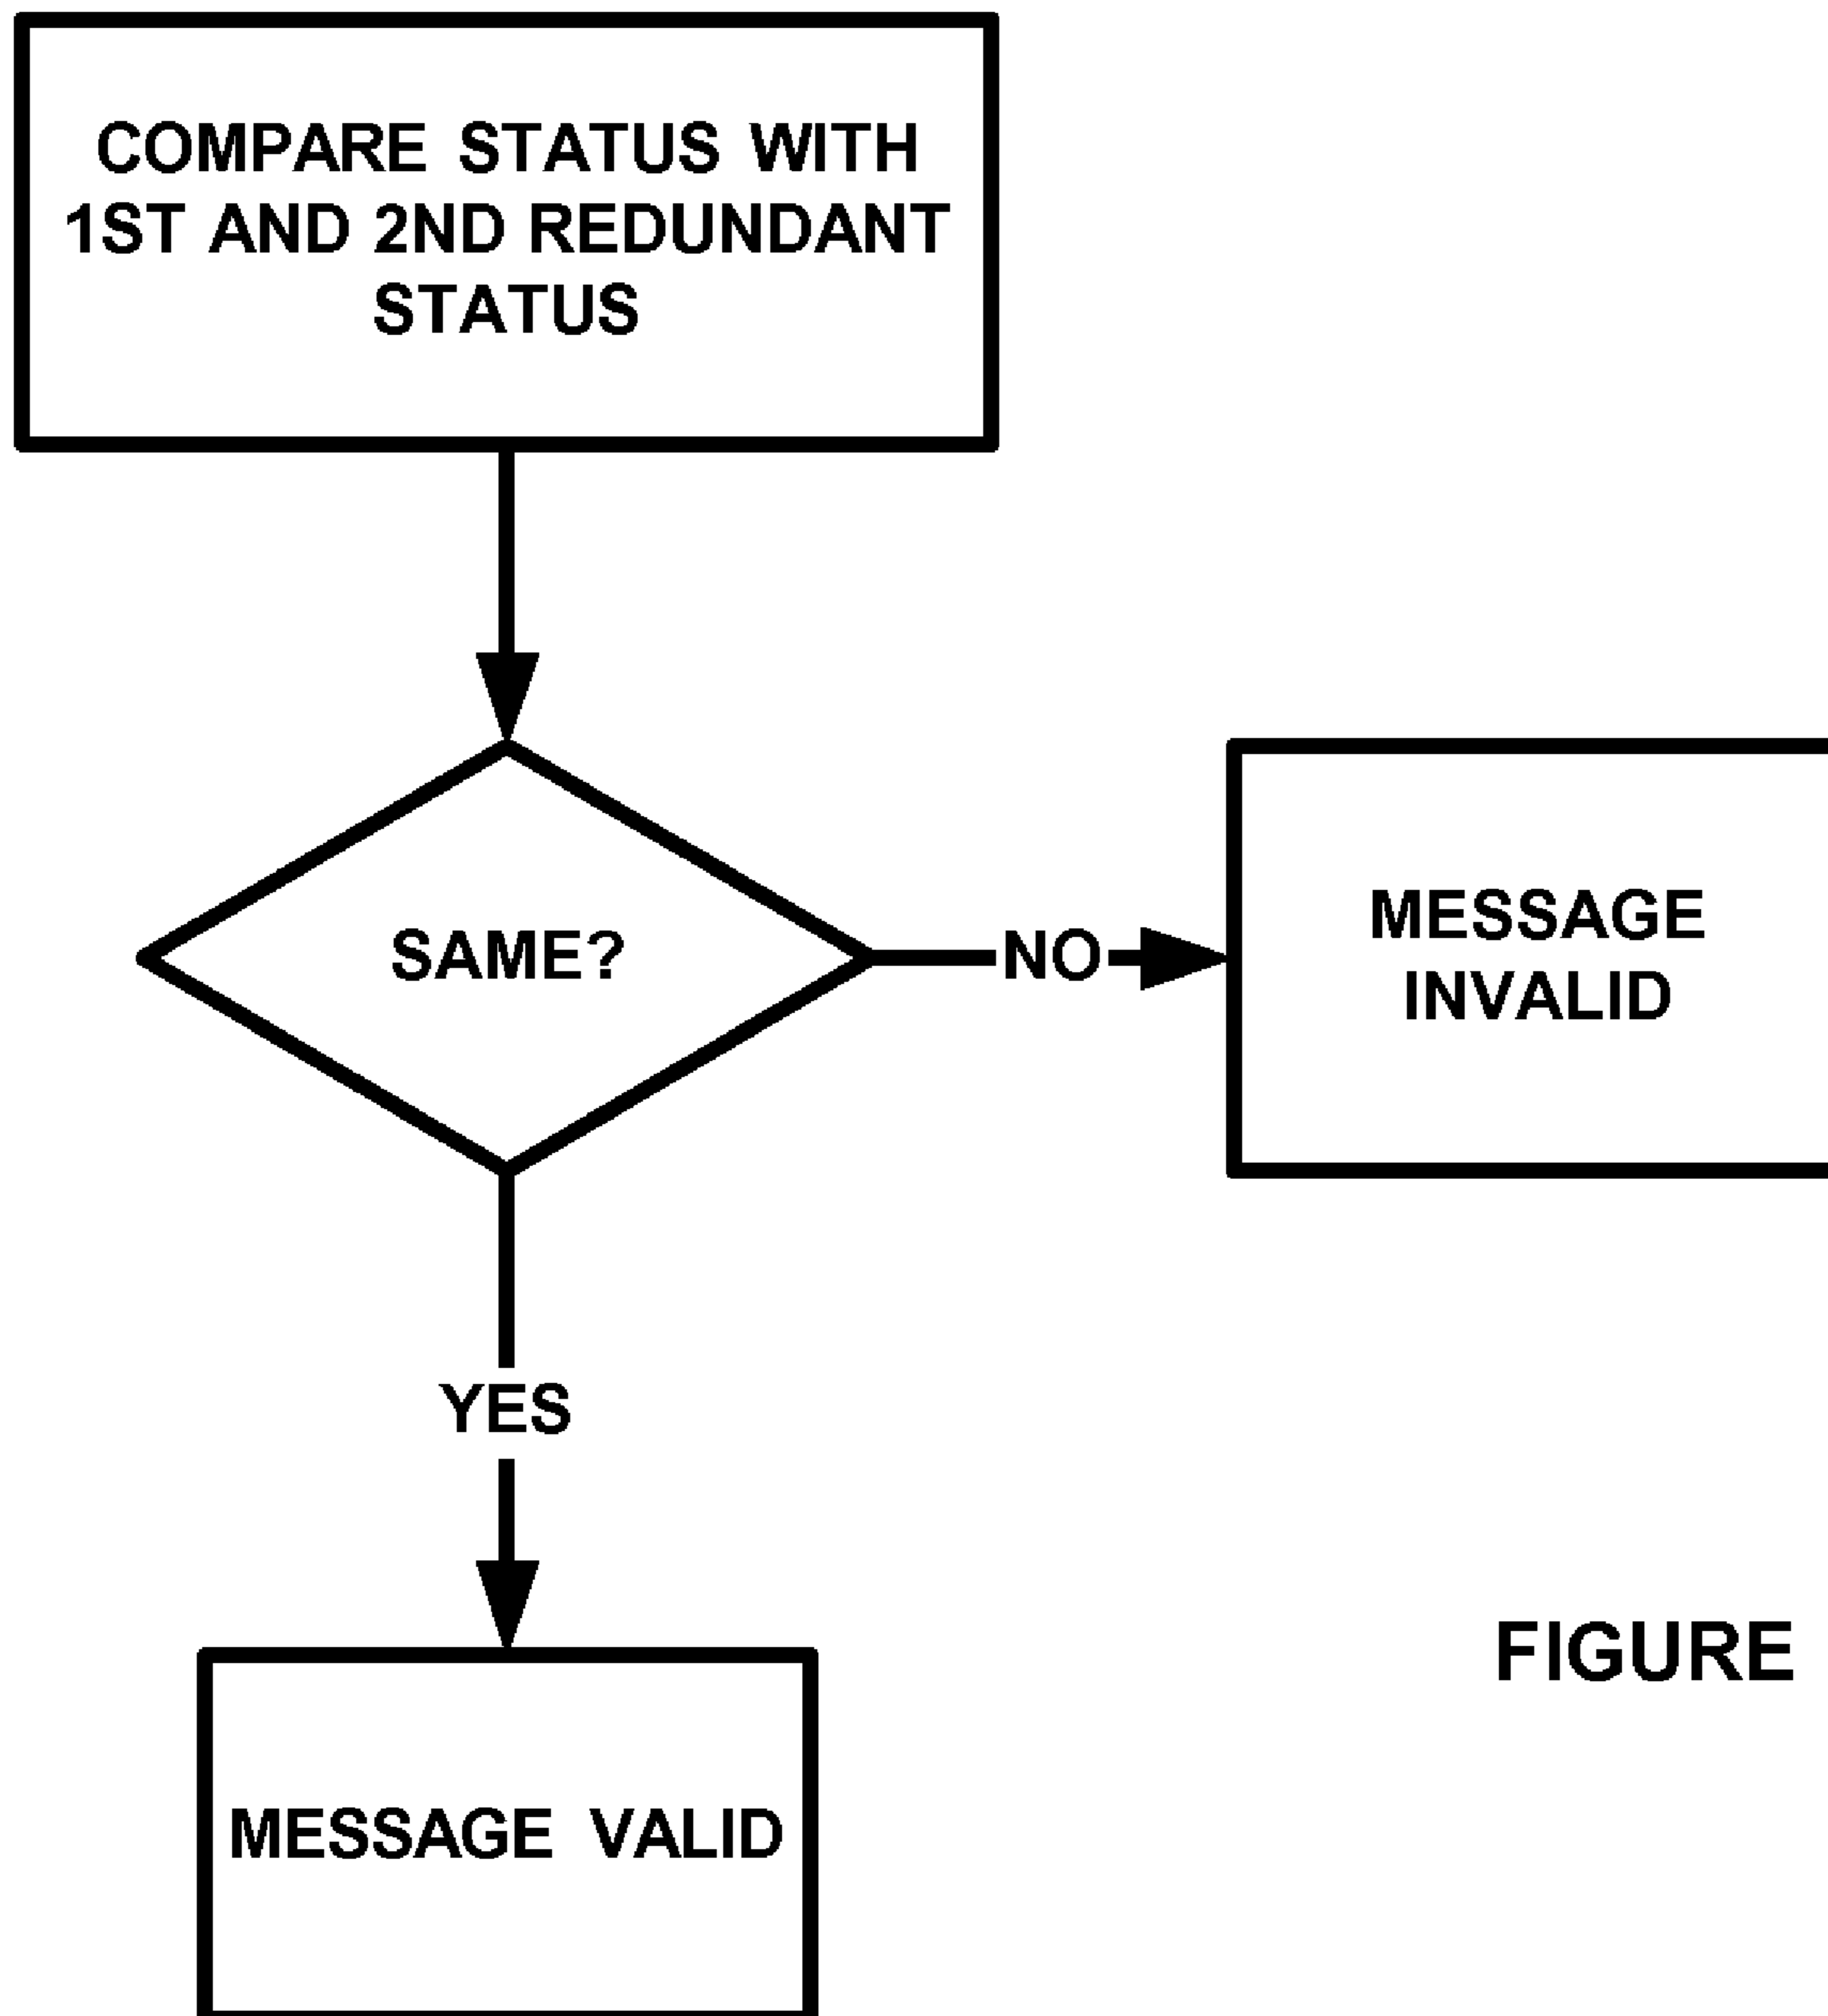 COMPARE STATUS WITH
1ST AND 2ND REDUNDANT
STATUS
SAME?
NO
MESSAGE
INVALID
YES
FIGURE
MESSAGE VALID